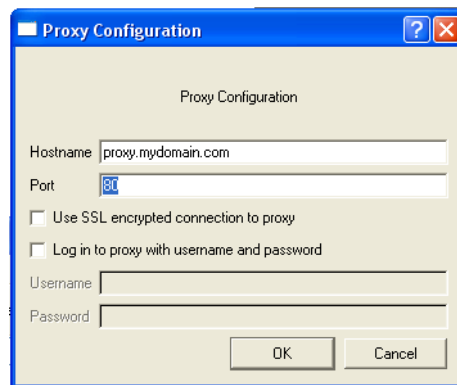 Proxy Configuration
Proxy Configuration
Hostname proxy.mydomain.com
Port 80
Use SSL encrypted connection to proxy
Log in to proxy with username and password
Username
Password
OK Cancel